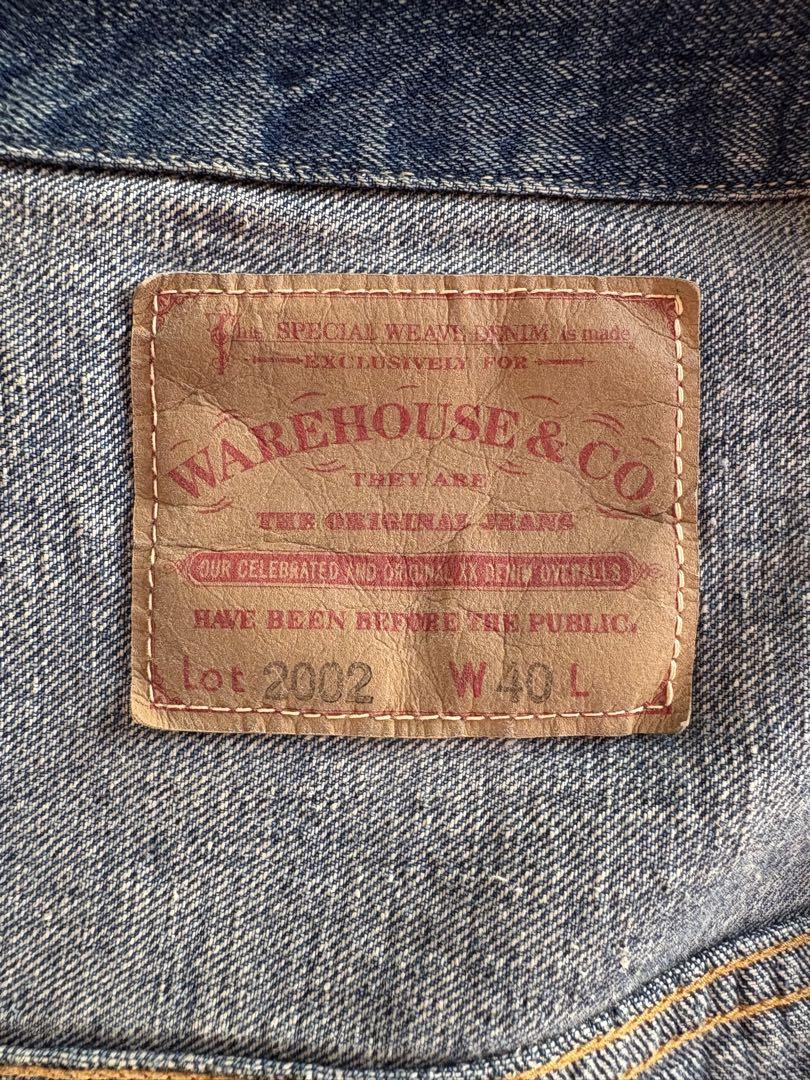 This SPECIAL WEAVE DENIM is made
EXCLUSIVELY FOR
WAREHOUSE & CO.
THEY ARE
THE ORIGINAL JEANS
OUR CELEBRATED AND ORIGINAL XX DENIM OVERALLS
HAVE BEEN BEFORE THE PUBLIC.
Lot 2002 W 40 L